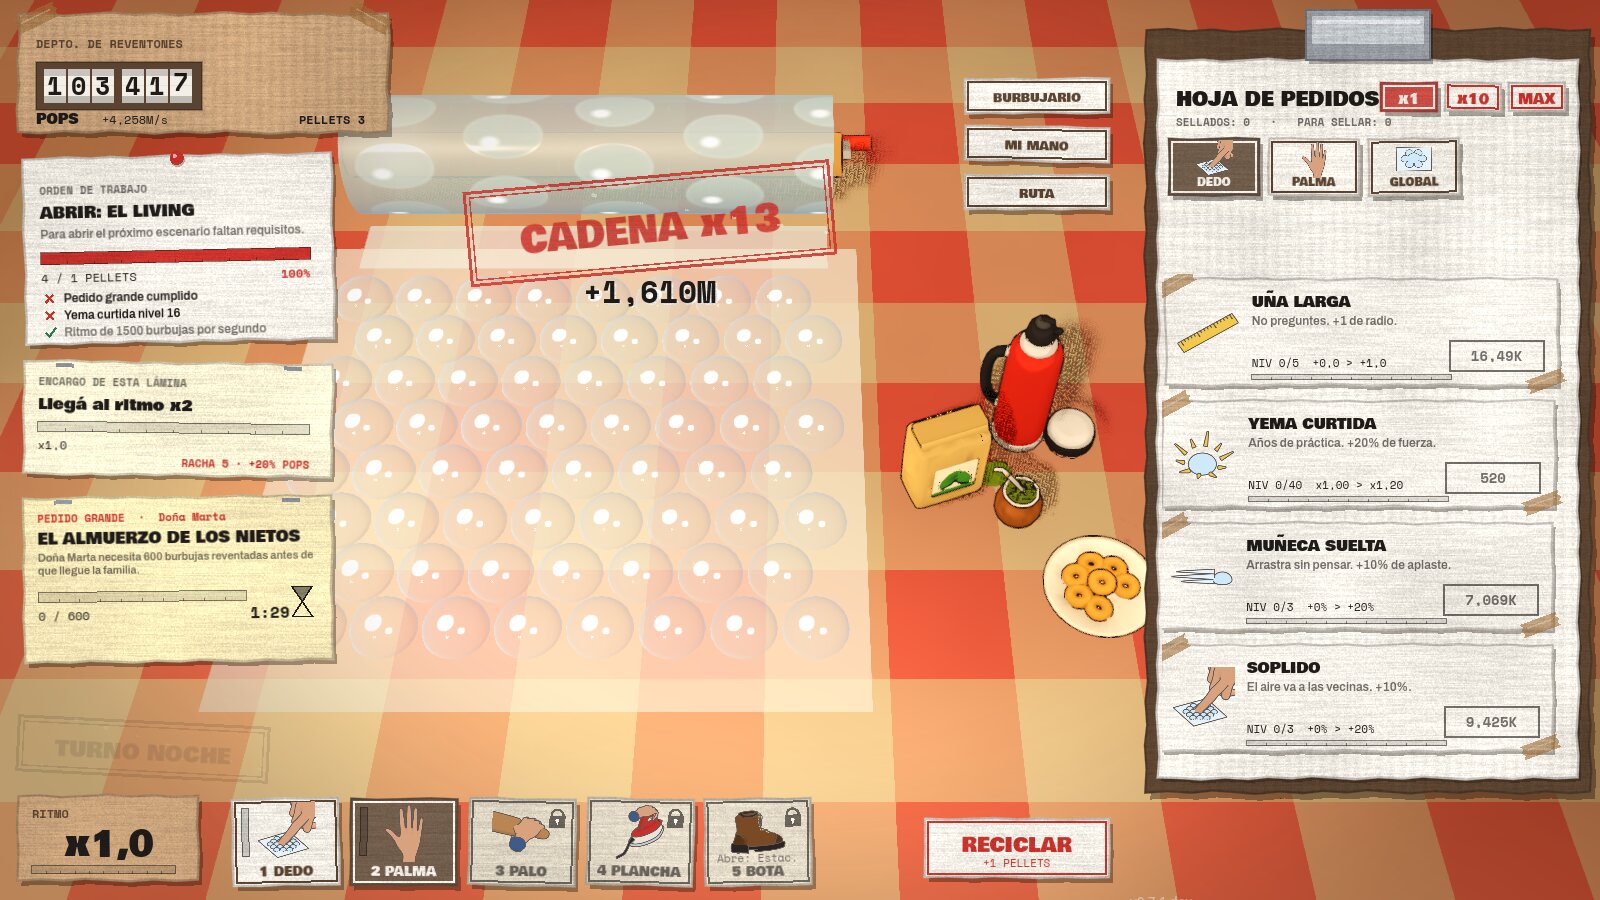 DEPTO. DE REVENTONES
103 417
POPS +4,258M/s PELLETS 3
ORDEN DE TRABAJO
ABRIR: EL LIVING
Para abrir el próximo escenario faltan requisitos.
4 / 1 PELLETS 100%
Pedido grande cumplido
Yema curtida nivel 16
Ritmo de 1500 burbujas por segundo
ENCARGO DE ESTA LÁMINA
Llegá al ritmo x2
x1,0
RACHA 5 · +20% POPS
PEDIDO GRANDE · Doña Marta
EL ALMUERZO DE LOS NIETOS
Doña Marta necesita 600 burbujas reventadas antes de
que llegue la familia.
0 / 600 1:29
TURNO NOCHE
RITMO
x1,0
CADENA x13
+1,610M
1 DEDO
2 PALMA
3 PALO
4 PLANCHA
Abre: Estac.
5 BOTA
BURBUJARIO
MI MANO
RUTA
RECICLAR
+1 PELLETS
HOJA DE PEDIDOS x1 x10 MAX
SELLADOS: 0 · PARA SELLAR: 0
DEDO PALMA GLOBAL
UÑA LARGA
No preguntes. +1 de radio.
NIV 0/5 +0,0 > +1,0 16,49K
YEMA CURTIDA
Años de práctica. +20% de fuerza.
NIV 0/40 x1,00 > x1,20 520
MUÑECA SUELTA
Arrastra sin pensar. +10% de aplaste.
NIV 0/3 +0% > +20% 7,069K
SOPLIDO
El aire va a las vecinas. +10%.
NIV 0/3 +0% > +20% 9,425K